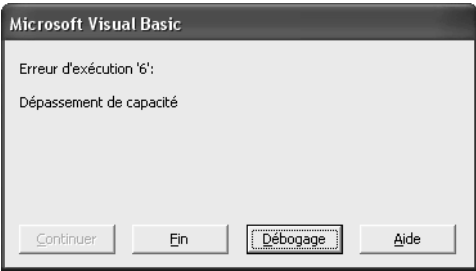 Microsoft Visual Basic
Erreur d'exécution '6':
Dépassement de capacité
Continuer Fin Débogage Aide